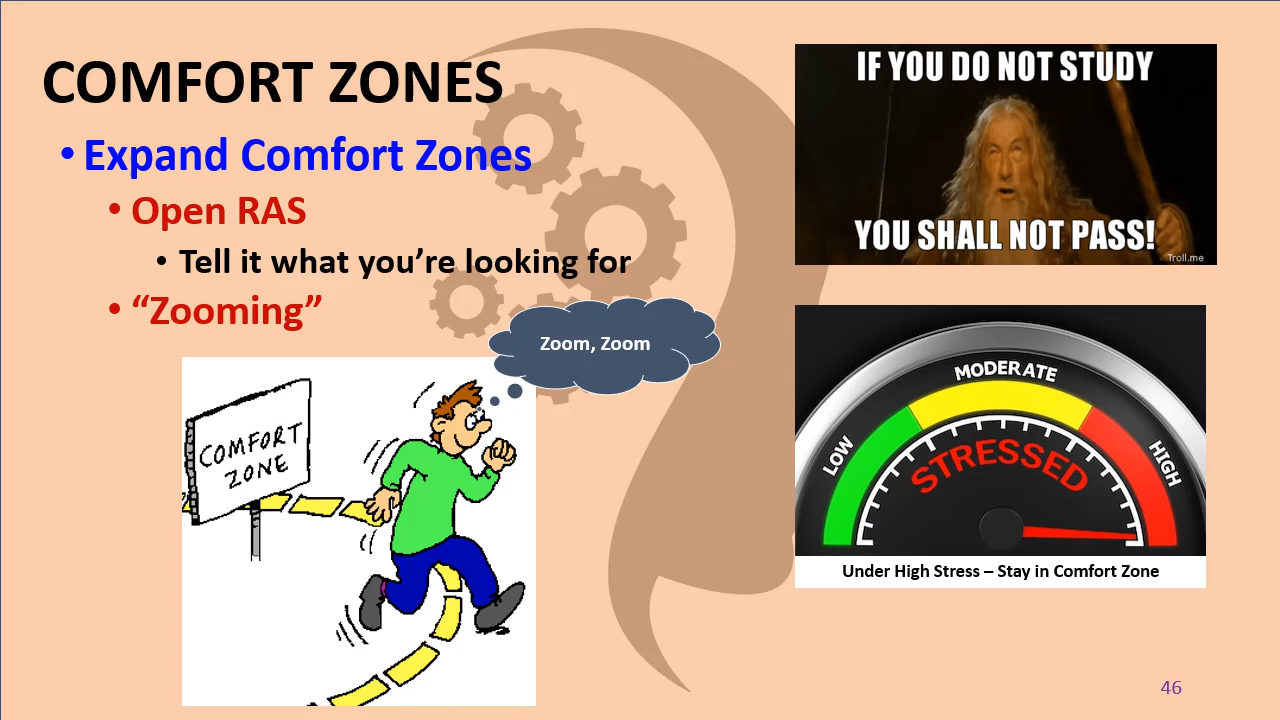 COMFORT ZONES
• Expand Comfort Zones
• Open RAS
• Tell it what you’re looking for
• “Zooming”
Zoom, Zoom
COMFORT
ZONE
IF YOU DO NOT STUDY
YOU SHALL NOT PASS!
Troll.me
LOW
MODERATE
HIGH
STRESSED
Under High Stress – Stay in Comfort Zone
46